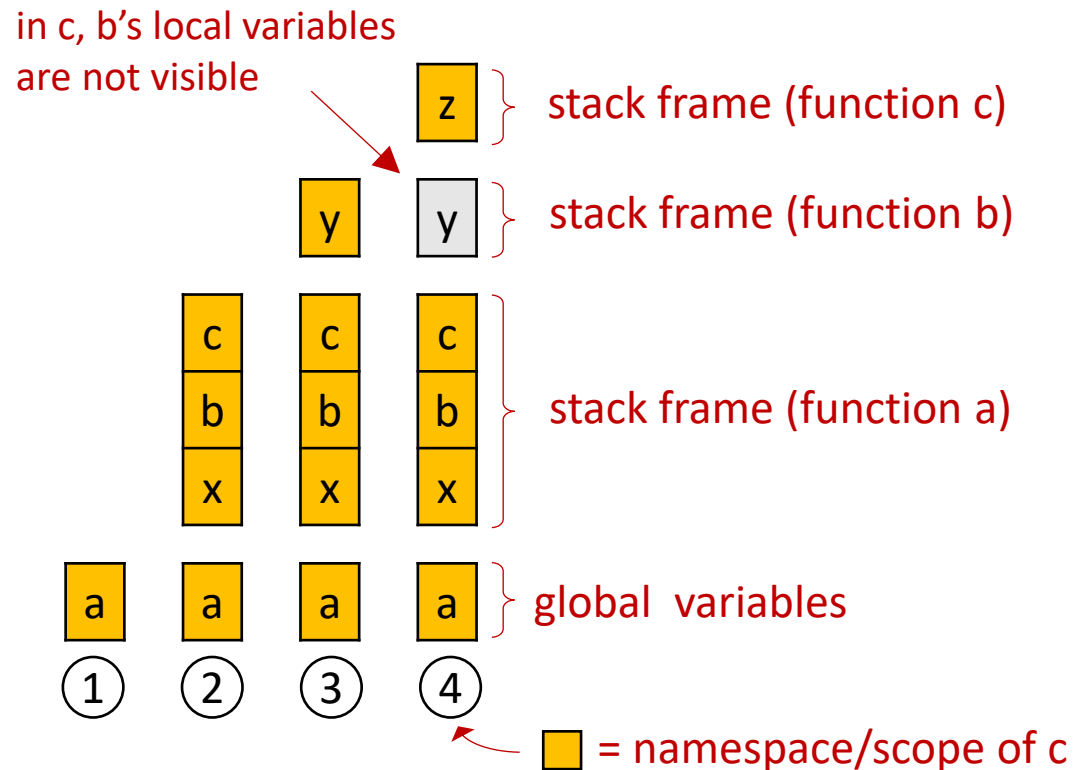 in c, b’s local variables
are not visible
z
stack frame (function c)
y y
stack frame (function b)
c c c
b b b
stack frame (function a)
x x x
a a a a
global variables
1 2 3 4
= namespace/scope of c